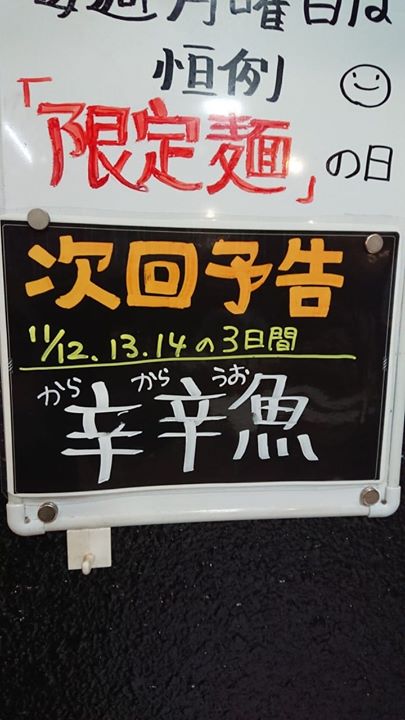 毎週月曜日は
恒例
「限定麺」の日
次回予告
11/12.13.14の3日間
から から うお
辛辛魚